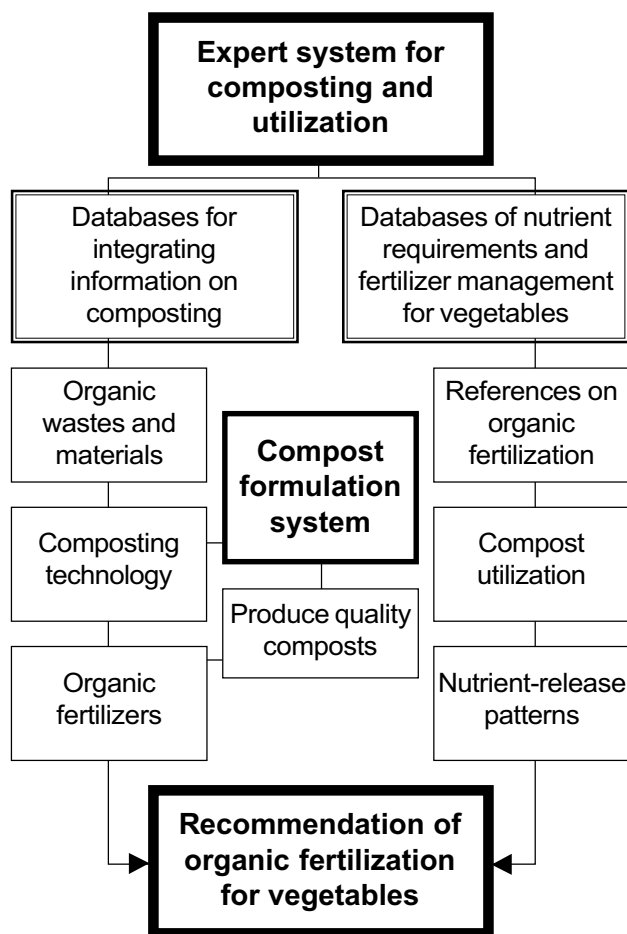 Expert system for
composting and
utilization
Databases for
integrating
information on
composting
Databases of nutrient
requirements and
fertilizer management
for vegetables
Organic
wastes and
materials
References on
organic
fertilization
Compost
formulation
system
Composting
technology
Compost
utilization
Produce quality
composts
Organic
fertilizers
Nutrient-release
patterns
Recommendation of
organic fertilization
for vegetables